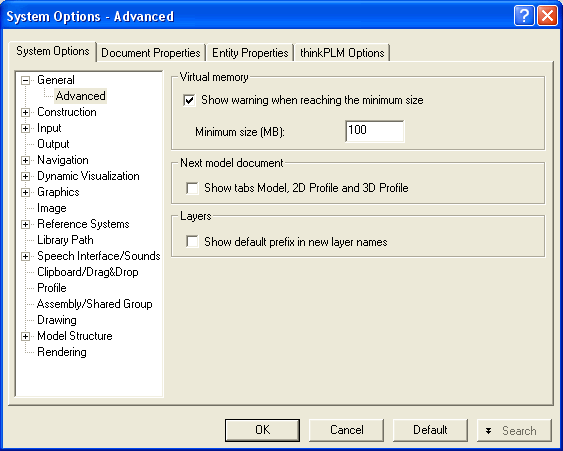 System Options - Advanced
System Options Document Properties Entity Properties thinkPLM Options
General
Advanced
Construction
Input
Output
Navigation
Dynamic Visualization
Graphics
Image
Reference Systems
Library Path
Speech Interface/Sounds
Clipboard/Drag&Drop
Profile
Assembly/Shared Group
Drawing
Model Structure
Rendering
Virtual memory
Show warning when reaching the minimum size
Minimum size (MB): 100
Next model document
Show tabs Model, 2D Profile and 3D Profile
Layers
Show default prefix in new layer names
OK Cancel Default Search